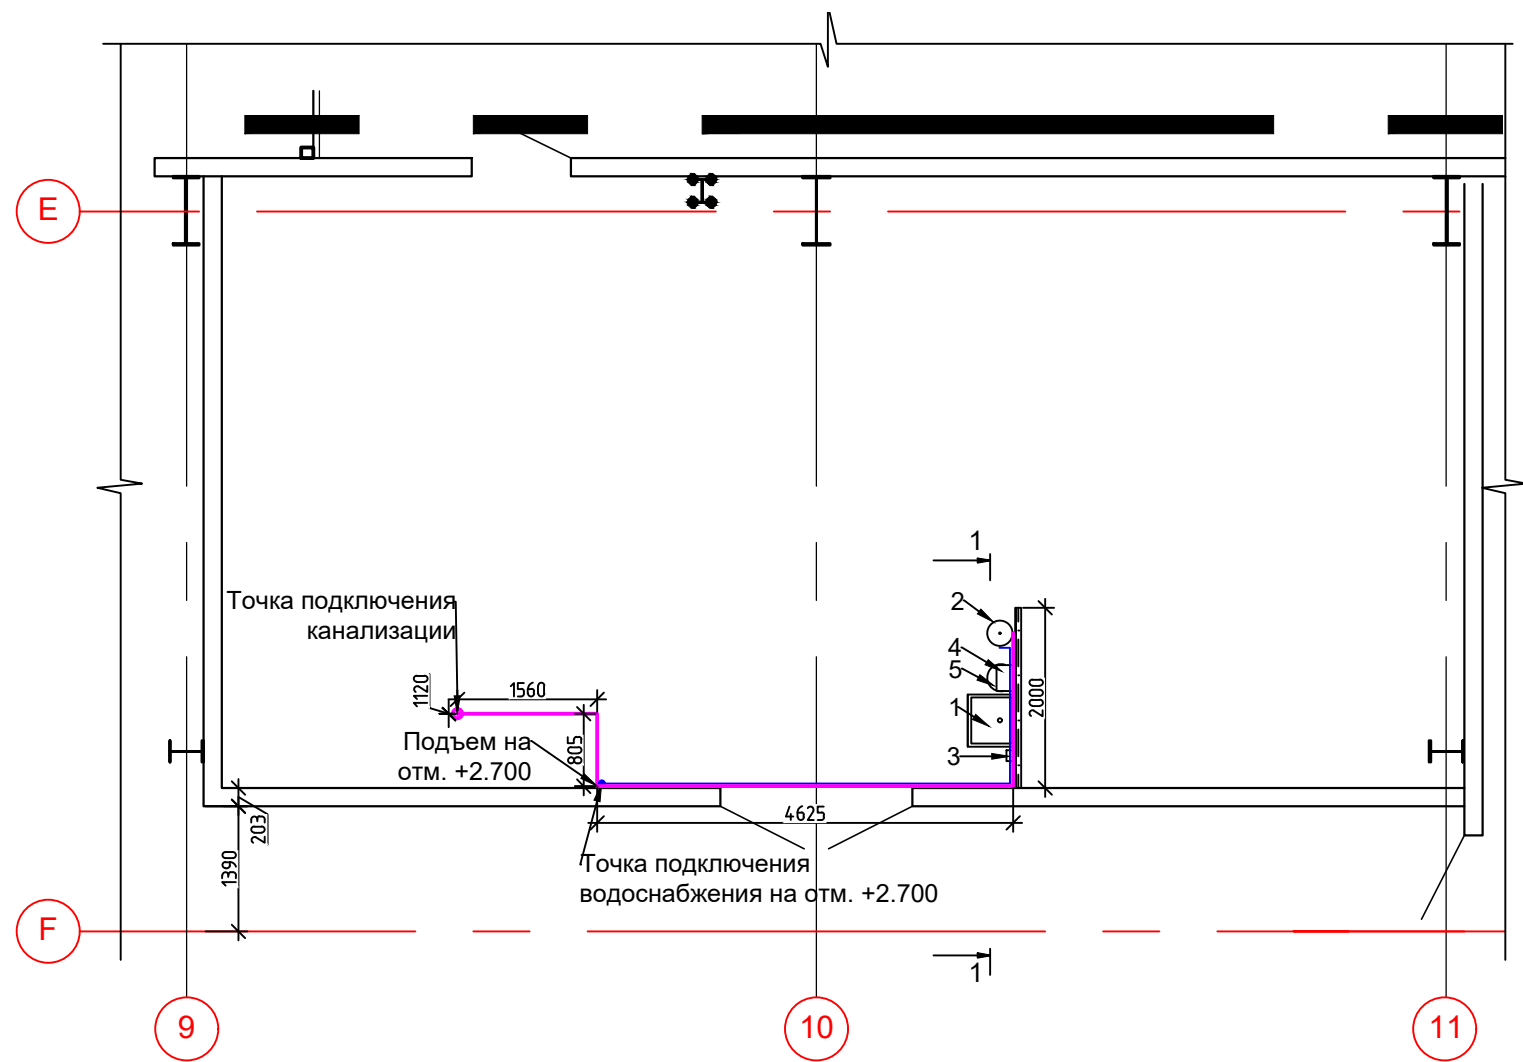 E
1
2
Точка подключения
канализации
4
5
1120
1560
2000
1
Подъем на
отм. +2.700
805
3
203
4625
1390
Точка подключения
водоснабжения на отм. +2.700
F
1
9
10
11